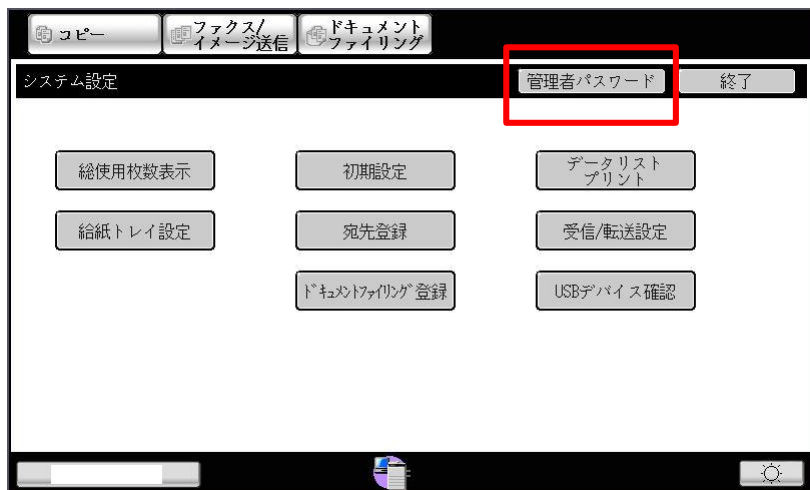 コピー
ファクス/
イメージ送信
ドキュメント
ファイリング
システム設定
管理者パスワード
終了
総使用枚数表示
初期設定
データリスト
プリント
給紙トレイ設定
宛先登録
受信/転送設定
ドキュメントファイリング登録
USBデバイス確認